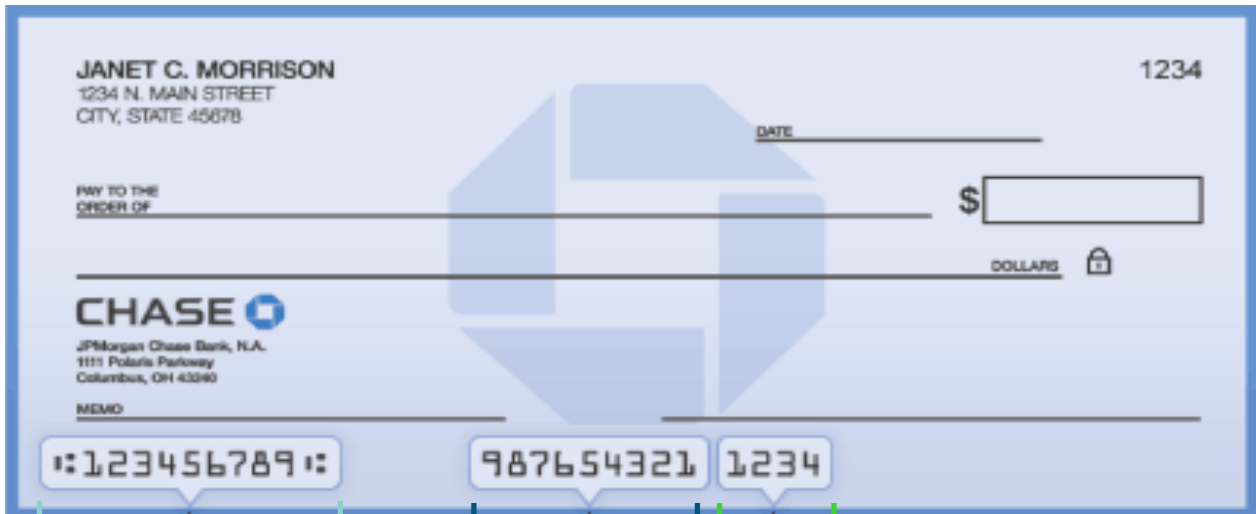 JANET C. MORRISON
1234
1234 N. MAIN STREET
CITY, STATE 45678
DATE
PAY TO THE
ORDER OF
$
DOLLARS
CHASE
JPMorgan Chase Bank, N.A.
1111 Polaris Parkway
Columbus, OH 43240
MEMO
⑆123456789⑆ 987654321 1234